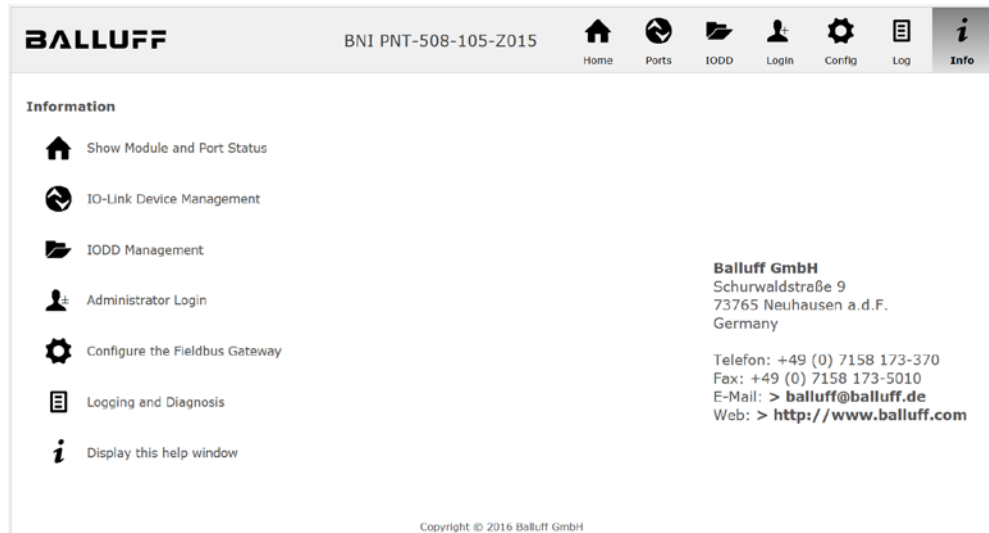 BALLUFF
BNI PNT-508-105-Z015
Home Ports IODD Login Config Log Info
Information
Show Module and Port Status
IO-Link Device Management
IODD Management
Administrator Login
Configure the Fieldbus Gateway
Logging and Diagnosis
Display this help window
Balluff GmbH
Schurwaldstraße 9
73765 Neuhausen a.d.F.
Germany
Telefon: +49 (0) 7158 173-370
Fax: +49 (0) 7158 173-5010
E-Mail: > balluff@balluff.de
Web: > http://www.balluff.com
Copyright © 2016 Balluff GmbH